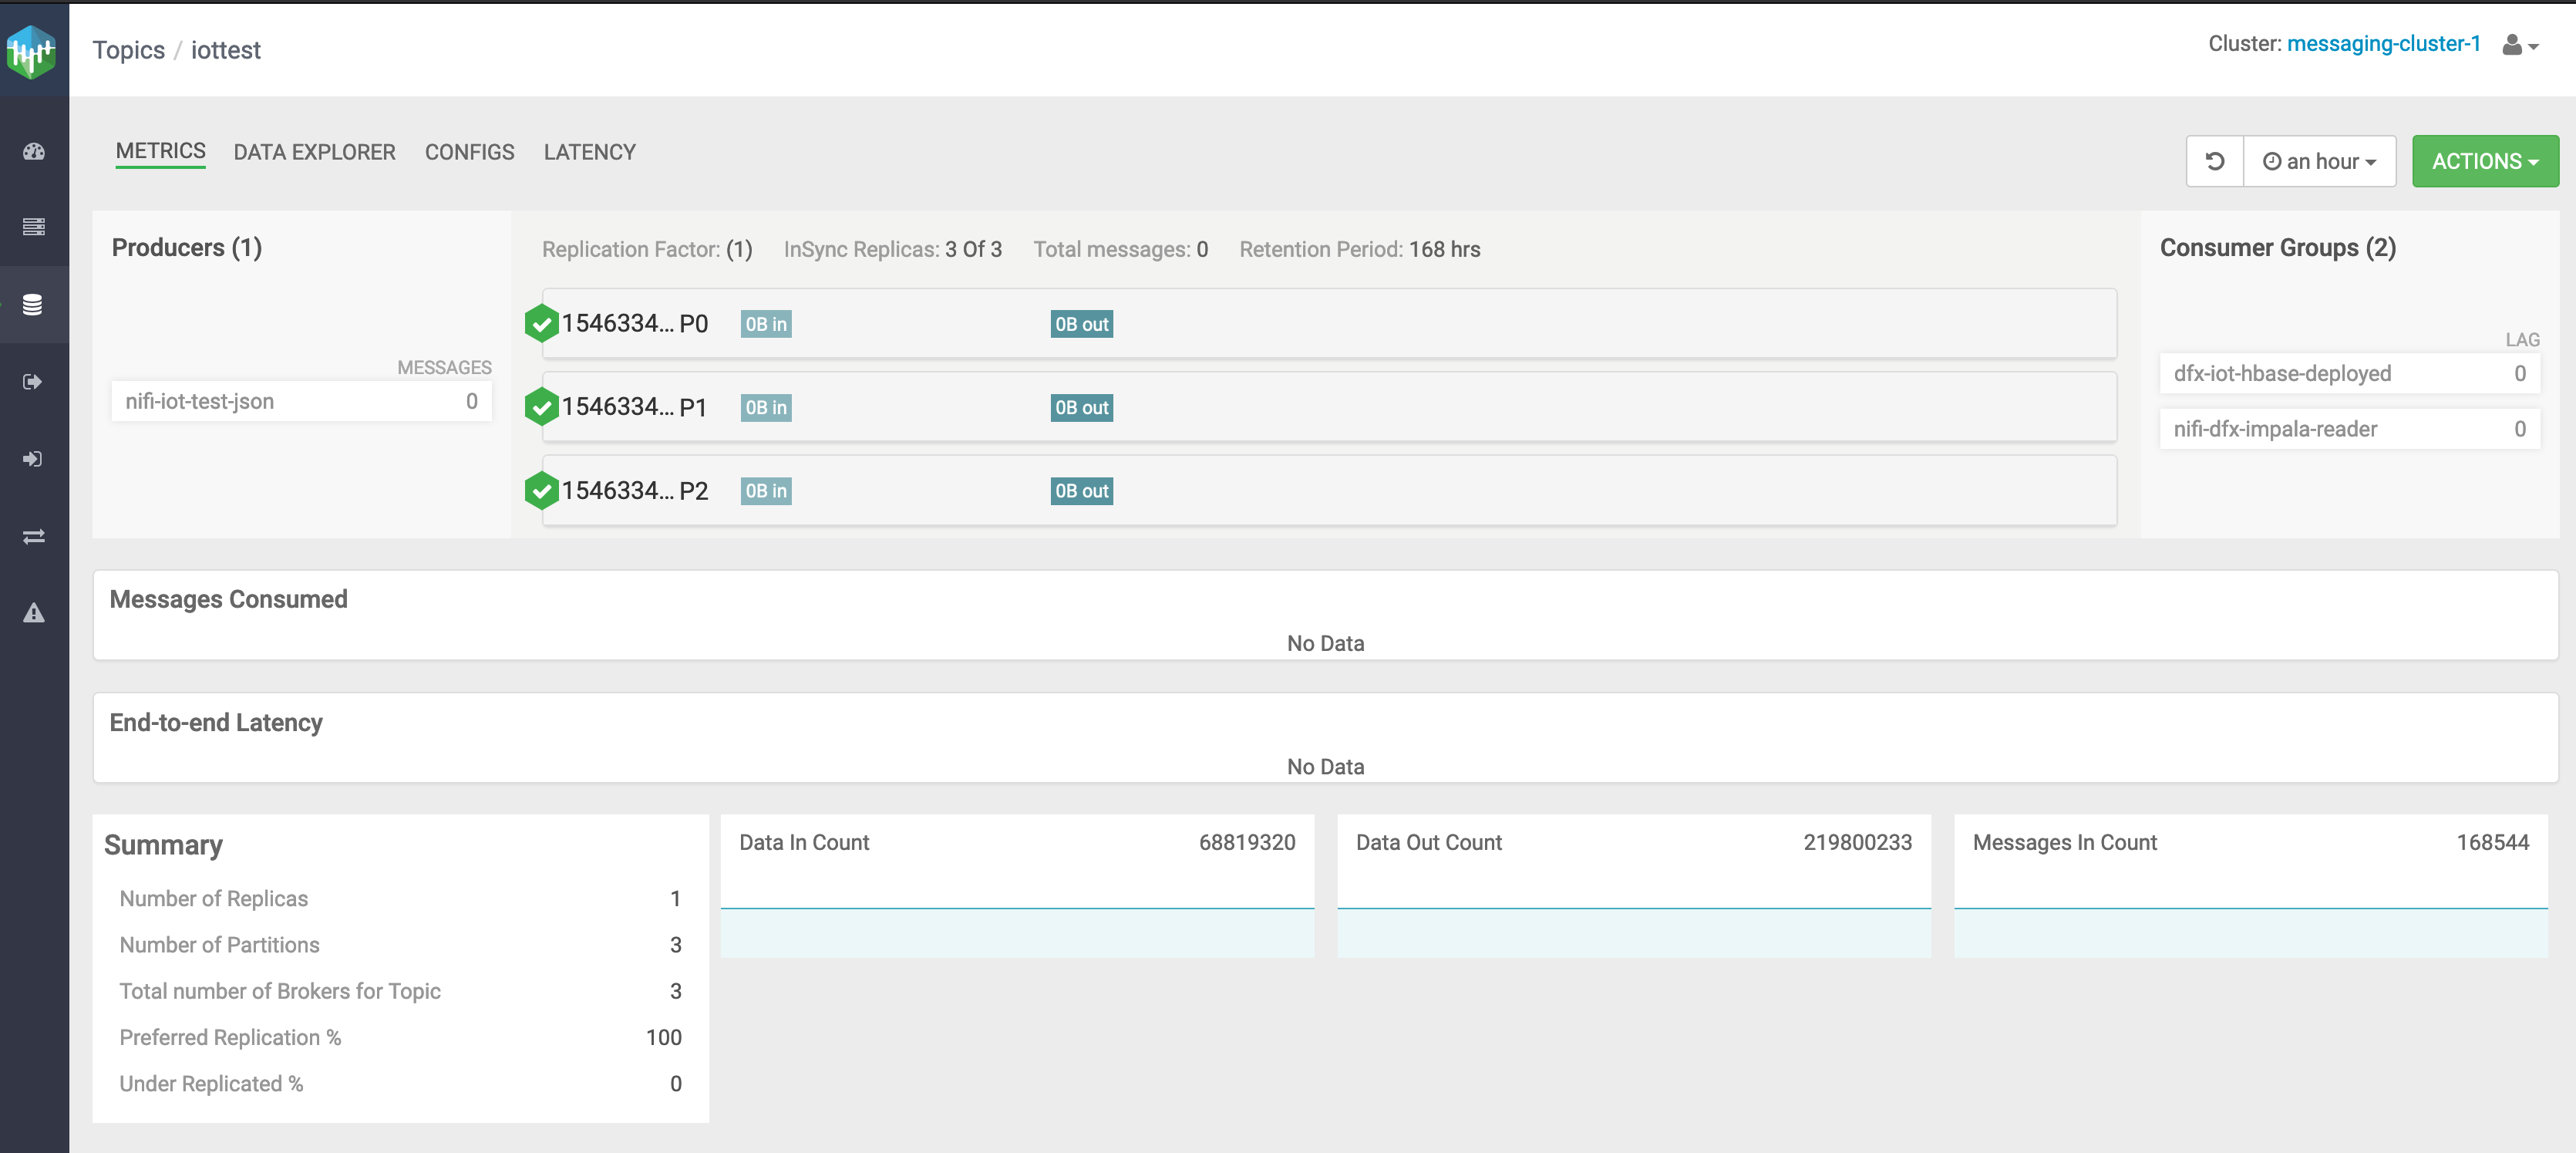 Topics / iottest
Cluster: messaging-cluster-1
METRICS DATA EXPLORER CONFIGS LATENCY
an hour
ACTIONS
Producers (1)
MESSAGES
nifi-iot-test-json 0
Replication Factor: (1) InSync Replicas: 3 Of 3 Total messages: 0 Retention Period: 168 hrs
1546334... P0 0B in 0B out
1546334... P1 0B in 0B out
1546334... P2 0B in 0B out
Consumer Groups (2)
LAG
dfx-iot-hbase-deployed 0
nifi-dfx-impala-reader 0
Messages Consumed
No Data
End-to-end Latency
No Data
Summary
Number of Replicas 1
Number of Partitions 3
Total number of Brokers for Topic 3
Preferred Replication % 100
Under Replicated % 0
Data In Count 68819320
Data Out Count 219800233
Messages In Count 168544